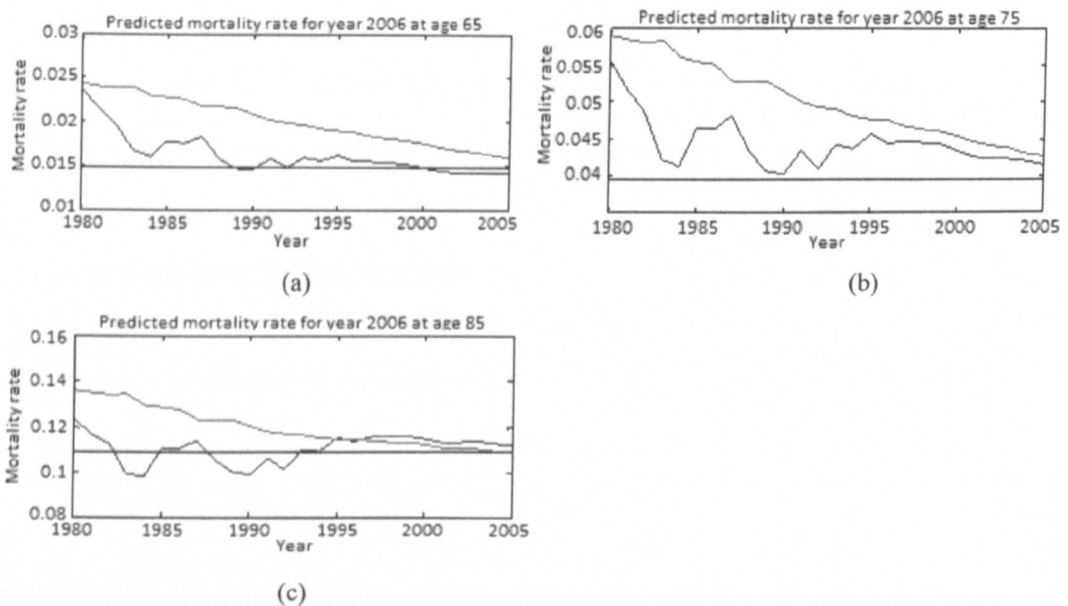 Predicted mortality rate for year 2006 at age 65
0.03
0.025
0.02
0.015
0.01
Mortality rate
1980 1985 1990 1995 2000 2005
Year
(a)
Predicted mortality rate for year 2006 at age 75
0.06
0.055
0.05
0.045
0.04
Mortality rate
1980 1985 1990 1995 2000 2005
Year
(b)
Predicted mortality rate for year 2006 at age 85
0.16
0.14
0.12
0.1
0.08
Mortality rate
1980 1985 1990 1995 2000 2005
Year
(c)